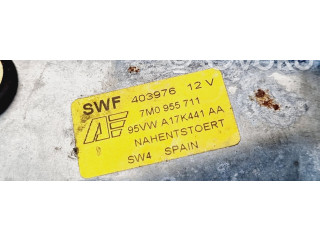 SWF 403976 12 V
7M0 955 711
95VW A17K441 AA
NAHENTSTOERT
SW4 SPAIN